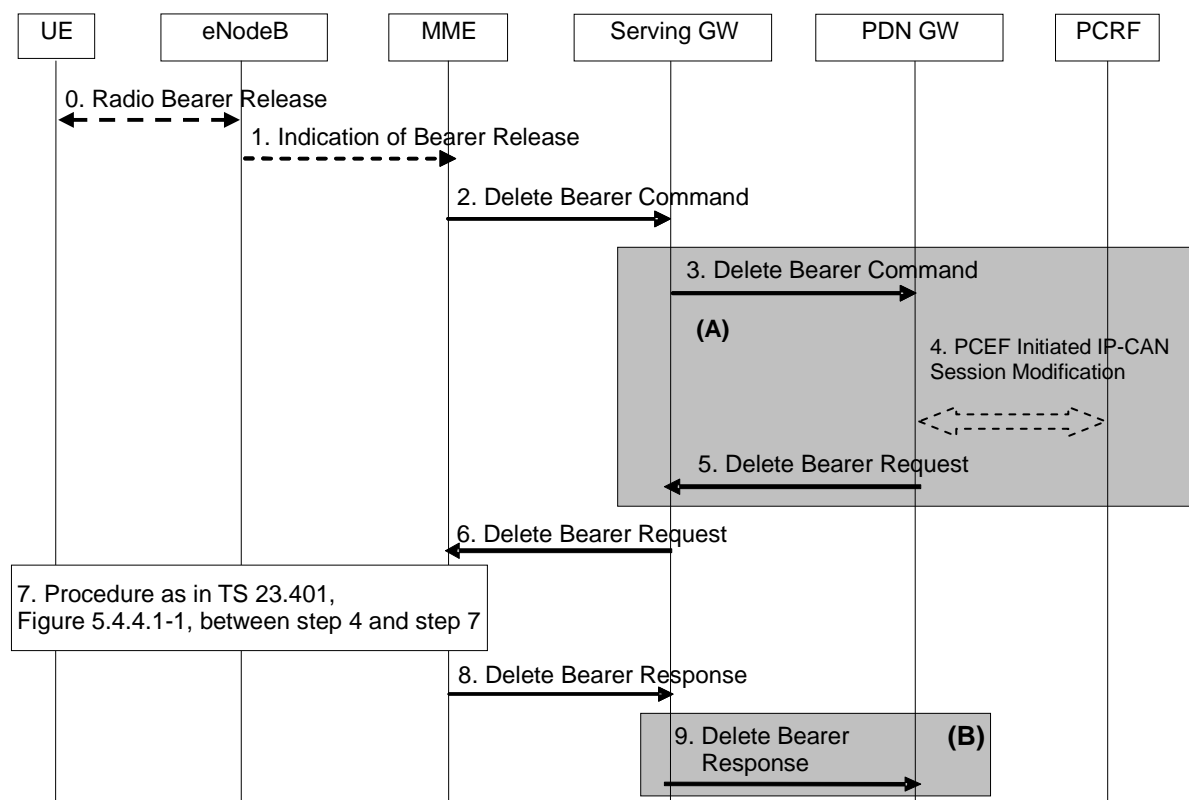 UE
eNodeB
MME
Serving GW
PDN GW
PCRF
0. Radio Bearer Release
1. Indication of Bearer Release
2. Delete Bearer Command
3. Delete Bearer Command
(A)
4. PCEF Initiated IP-CAN
Session Modification
5. Delete Bearer Request
6. Delete Bearer Request
7. Procedure as in TS 23.401,
Figure 5.4.4.1-1, between step 4 and step 7
8. Delete Bearer Response
9. Delete Bearer
Response
(B)